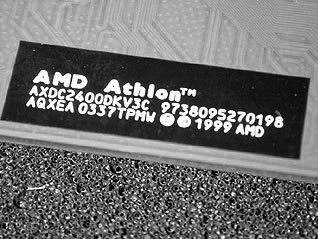 AMD Athlon™
AXDC2400DKV3C 9738095270198
AQXEA 0337TPMW ⓜ © 1999 AMD